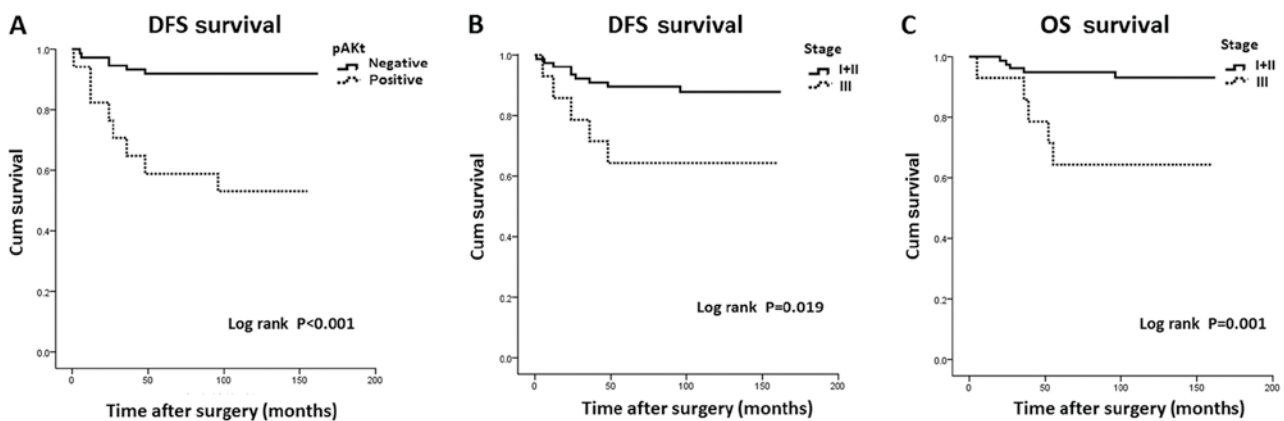 A
DFS survival
pAKt
Negative
Positive
1.0
0.8
0.6
0.4
0.2
0.0
Cum survival
Log rank P<0.001
0
50
100
150
200
Time after surgery (months)
B
DFS survival
Stage
I+II
III
1.0
0.8
0.6
0.4
0.2
0.0
Cum survival
Log rank P=0.019
0
50
100
150
200
Time after surgery (months)
C
OS survival
Stage
I+II
III
1.0
0.8
0.6
0.4
0.2
0.0
Cum survival
Log rank P=0.001
0
50
100
150
200
Time after surgery (months)